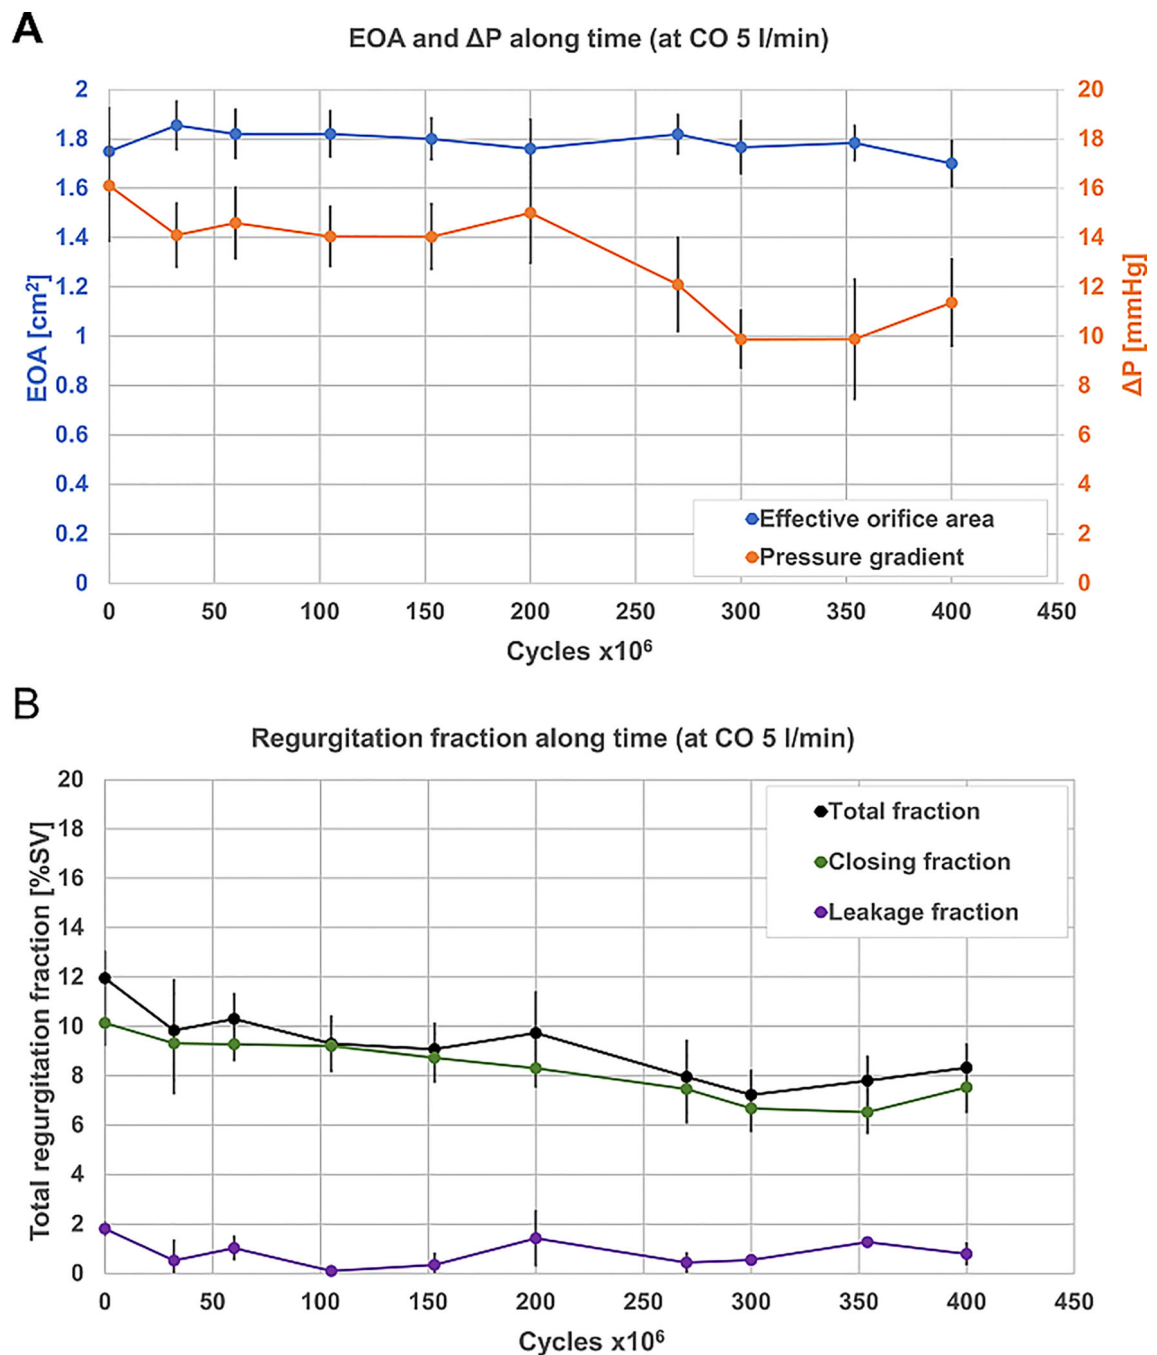 A
EOA and ΔP along time (at CO 5 l/min)
2 20
1.8 18
1.6 16
1.4 14
1.2 12
1 10
0.8 8
0.6 6
0.4 4
0.2 2
0 0
EOA [cm²]
ΔP [mmHg]
Effective orifice area
Pressure gradient
0 50 100 150 200 250 300 350 400 450
Cycles x10⁶
B
Regurgitation fraction along time (at CO 5 l/min)
20
18
16
14
12
10
8
6
4
2
0
Total regurgitation fraction [%SV]
Total fraction
Closing fraction
Leakage fraction
0 50 100 150 200 250 300 350 400 450
Cycles x10⁶